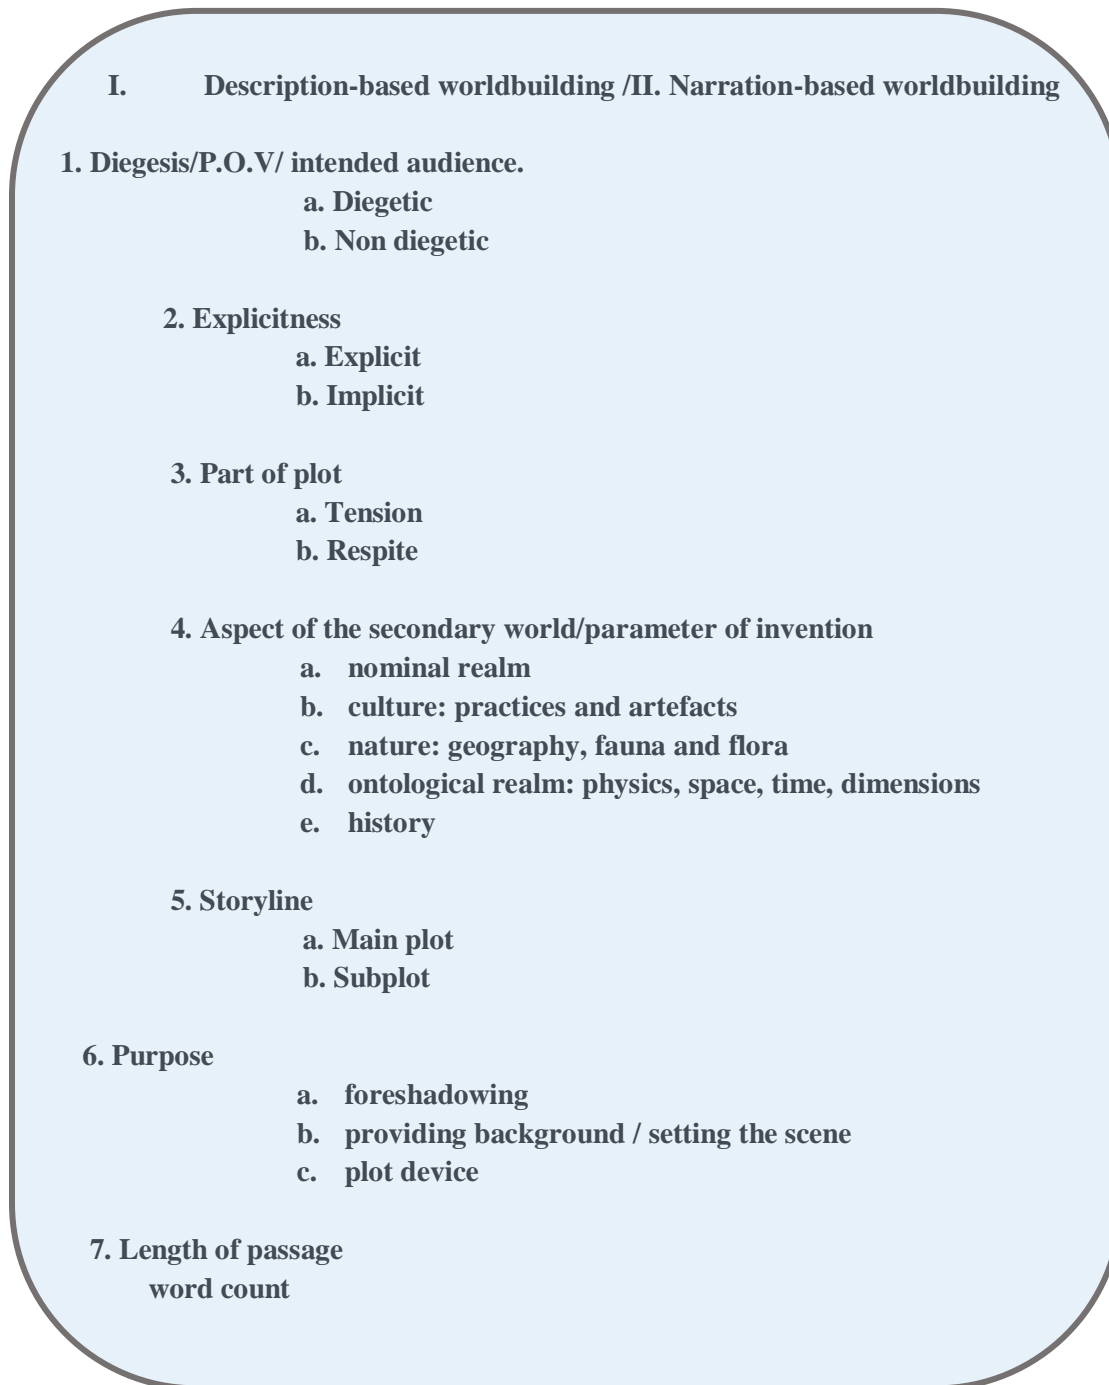 I. Description-based worldbuilding /II. Narration-based worldbuilding
1. Diegesis/P.O.V/ intended audience.
a. Diegetic
b. Non diegetic
2. Explicitness
a. Explicit
b. Implicit
3. Part of plot
a. Tension
b. Respite
4. Aspect of the secondary world/parameter of invention
a. nominal realm
b. culture: practices and artefacts
c. nature: geography, fauna and flora
d. ontological realm: physics, space, time, dimensions
e. history
5. Storyline
a. Main plot
b. Subplot
6. Purpose
a. foreshadowing
b. providing background / setting the scene
c. plot device
7. Length of passage
word count